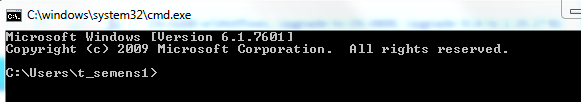 C:\windows\system32\cmd.exe
Microsoft Windows [Version 6.1.7601]
Copyright (c) 2009 Microsoft Corporation.  All rights reserved.
C:\Users\t_semens1>